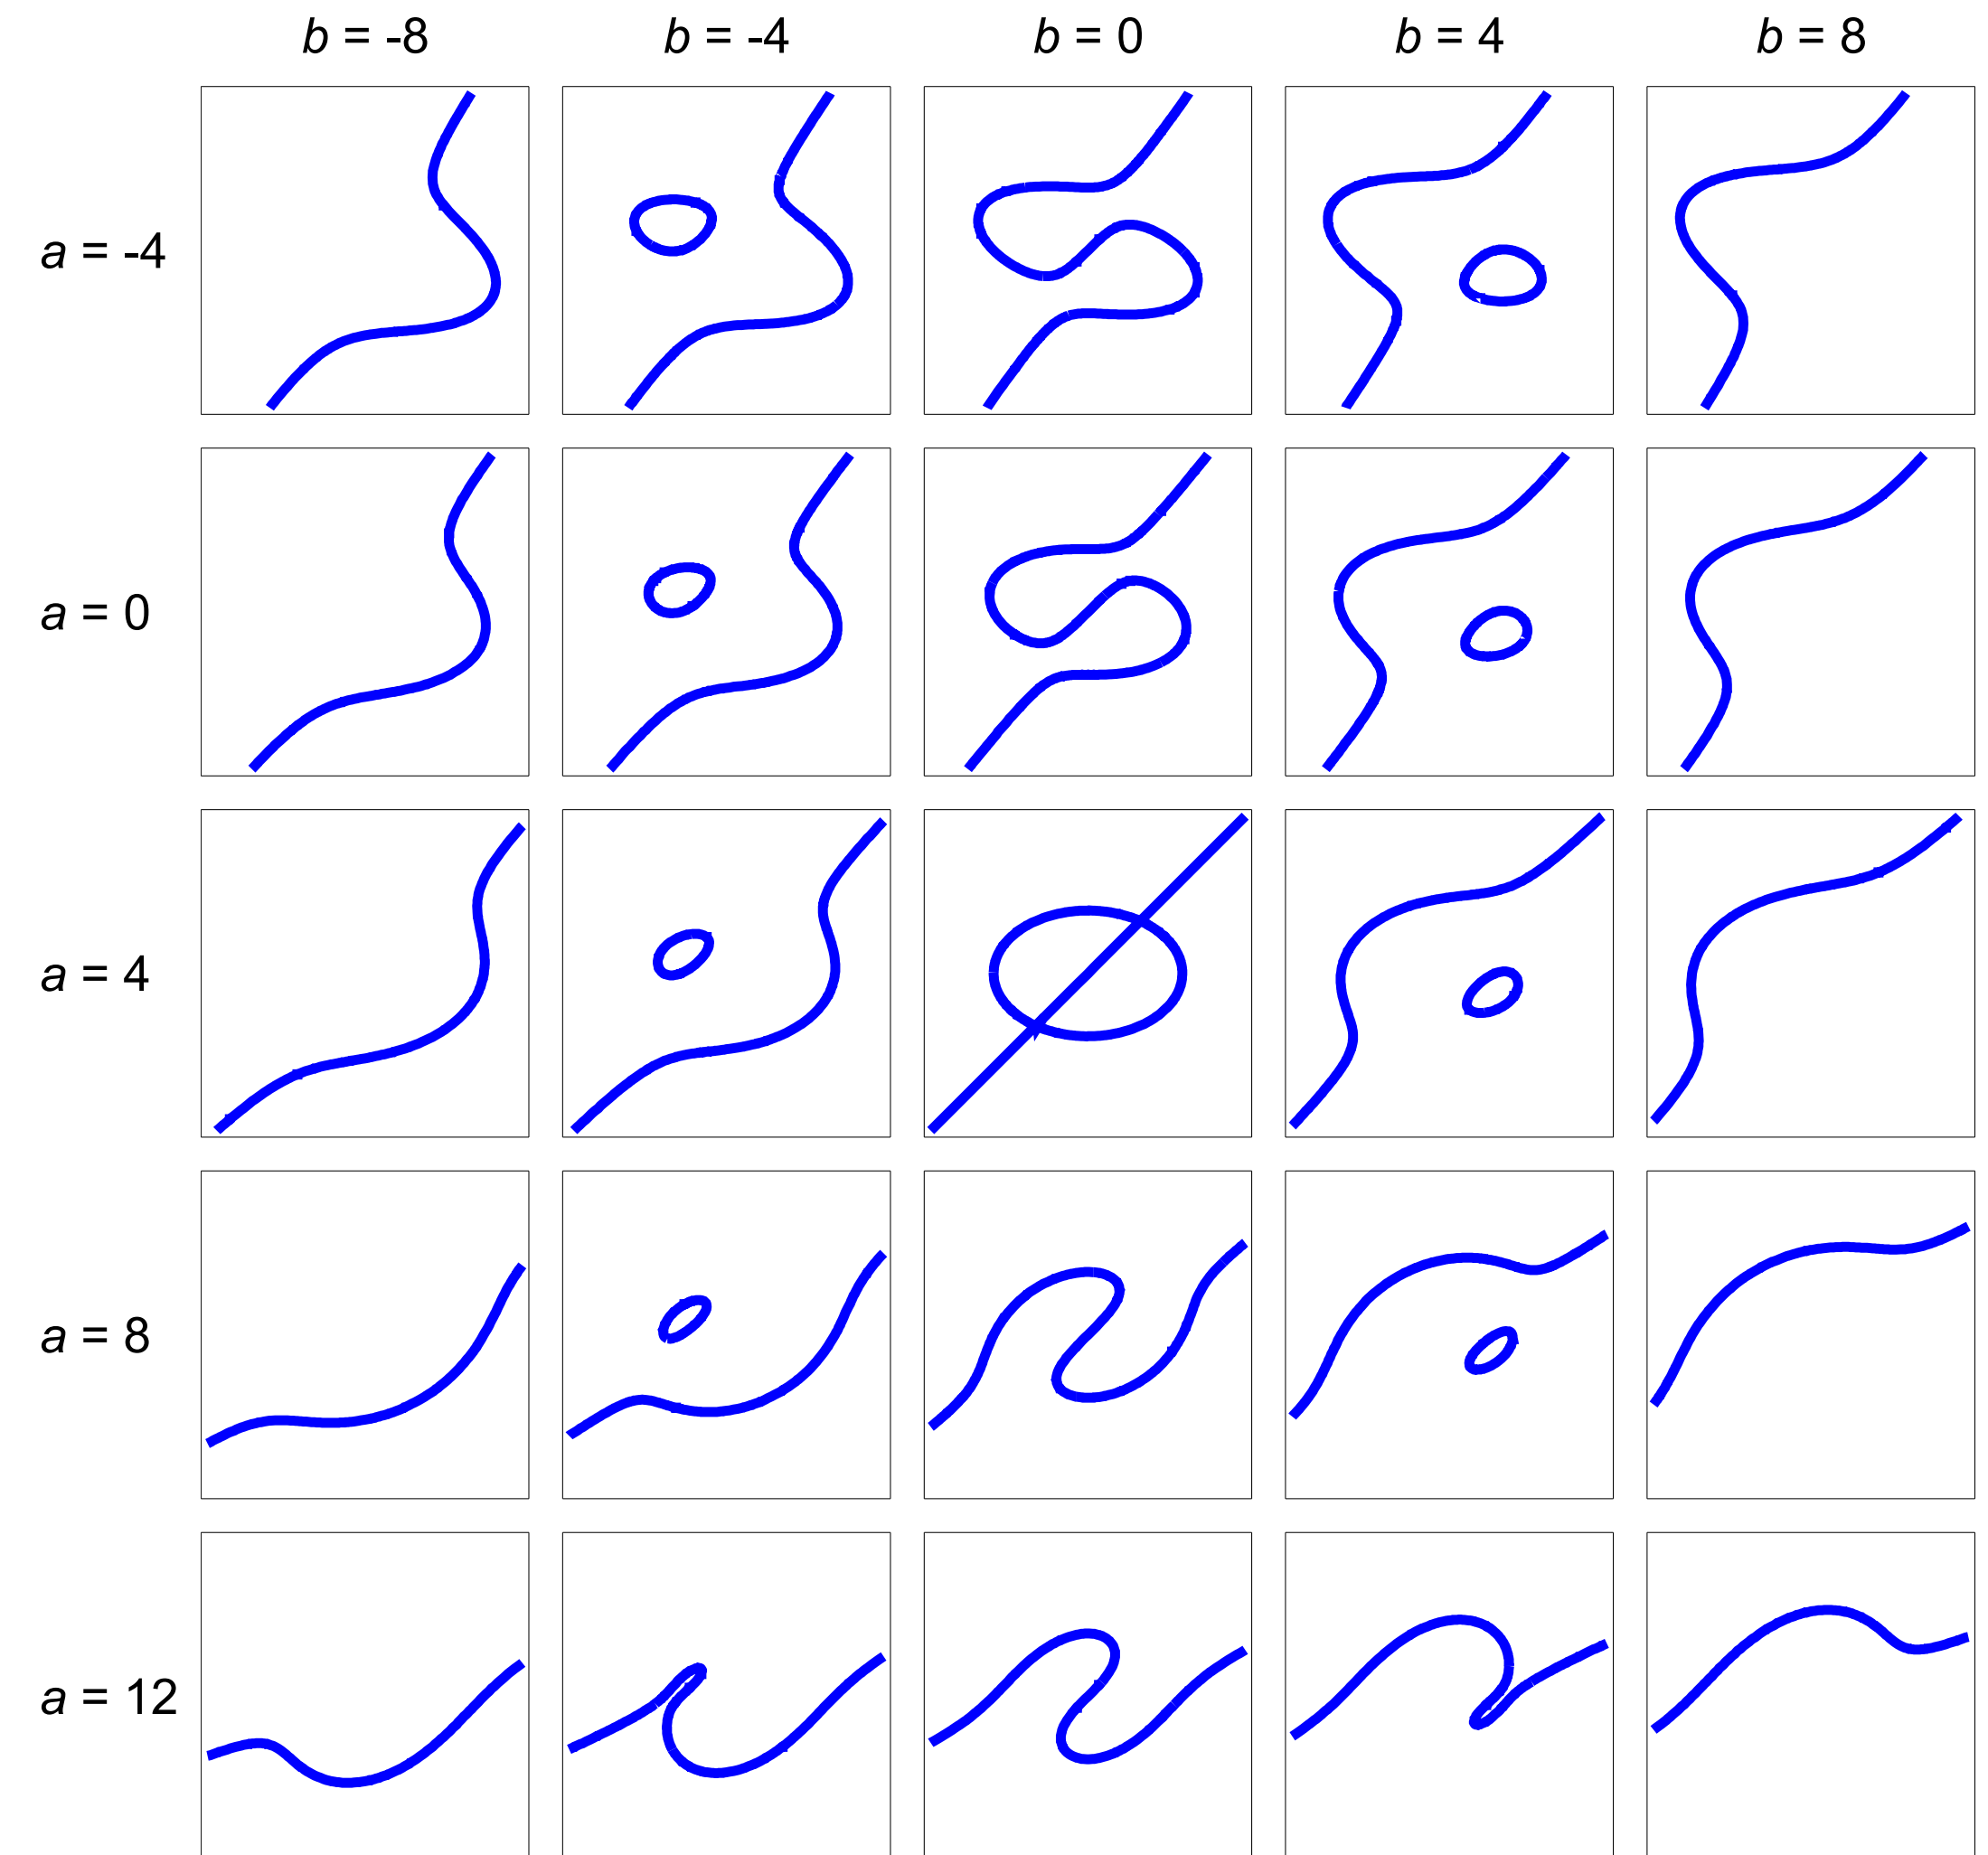 b = -8 b = -4 b = 0 b = 4 b = 8
a = -4
a = 0
a = 4
a = 8
a = 12